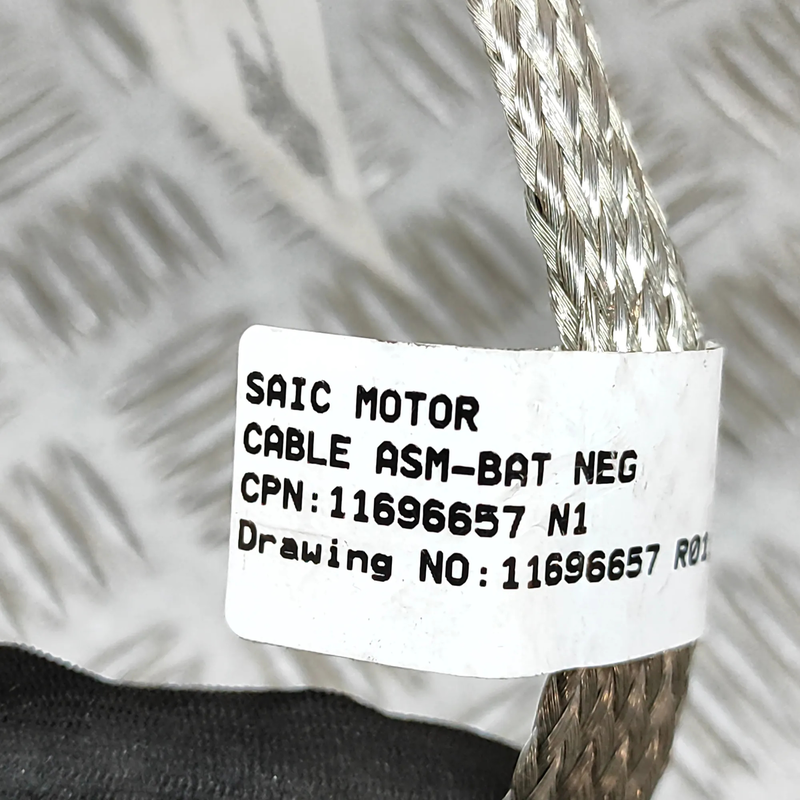 SAIC MOTOR
CABLE ASM-BAT NEG
CPN:11696657 N1
Drawing NO:11696657 R01